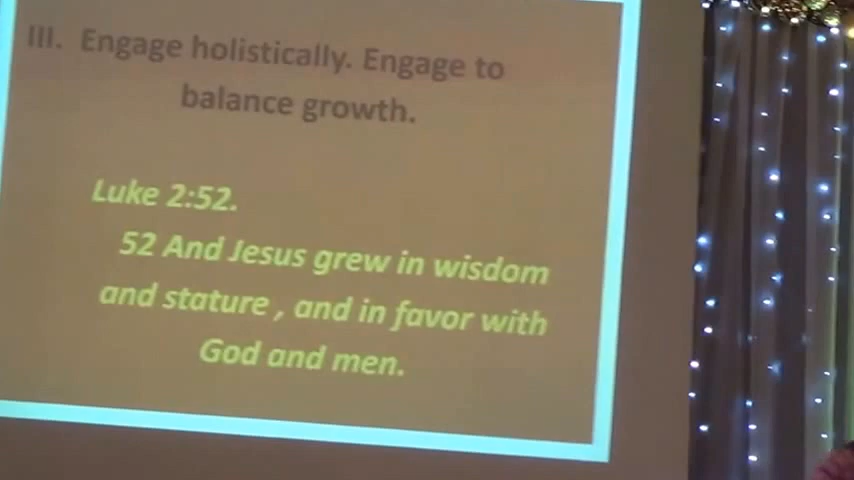 III. Engage holistically. Engage to
balance growth.
Luke 2:52.
52 And Jesus grew in wisdom
and stature , and in favor with
God and men.